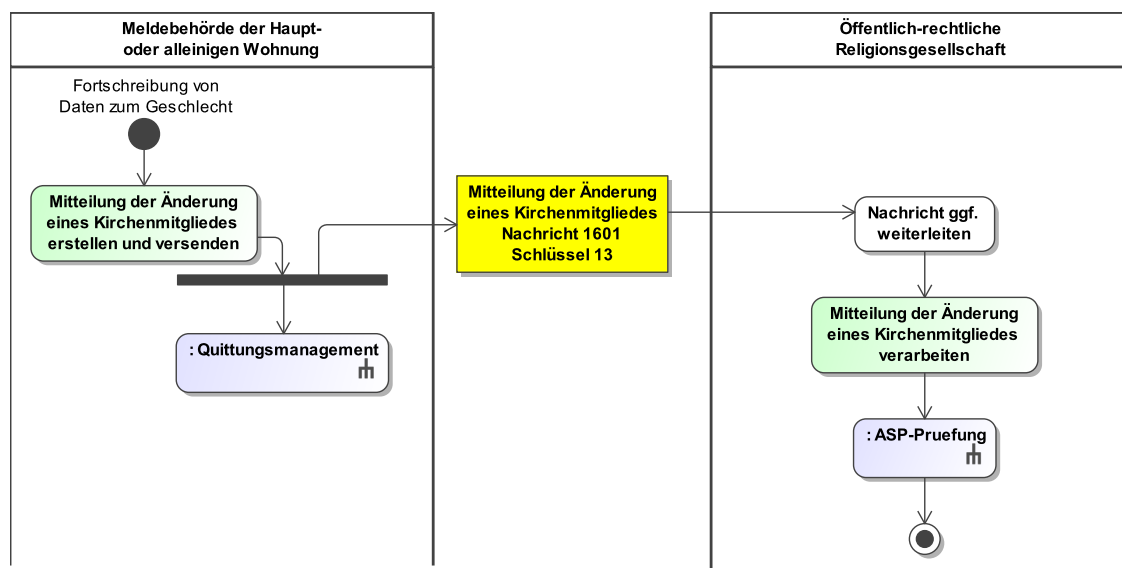 Meldebehörde der Haupt-
oder alleinigen Wohnung
Öffentlich-rechtliche
Religionsgesellschaft
Fortschreibung von
Daten zum Geschlecht
Mitteilung der Änderung
eines Kirchenmitgliedes
erstellen und versenden
: Quittungsmanagement
Mitteilung der Änderung
eines Kirchenmitgliedes
Nachricht 1601
Schlüssel 13
Nachricht ggf.
weiterleiten
Mitteilung der Änderung
eines Kirchenmitgliedes
verarbeiten
: ASP-Pruefung